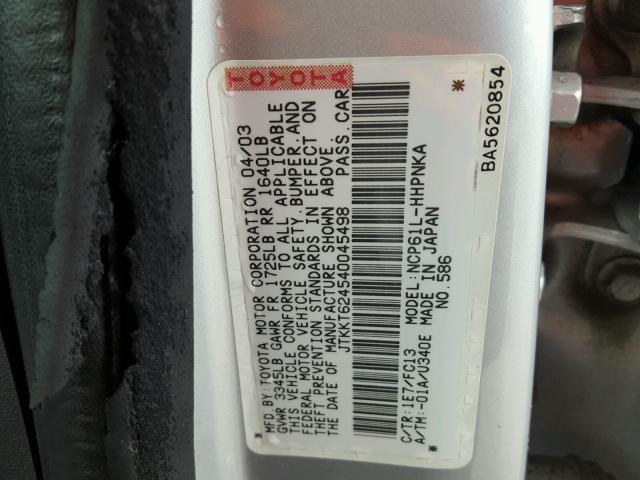 TOYOTA
MFD.BY:TOYOTA MOTOR CORPORATION 04/03
GVWR 3345LB GAWR FR 1725LB RR 1640LB
THIS VEHICLE CONFORMS TO ALL APPLICABLE
FEDERAL MOTOR VEHICLE SAFETY,BUMPER,AND
THEFT PREVENTION STANDARDS IN EFFECT ON
THE DATE OF MANUFACTURE SHOWN ABOVE.
JTKKT624540045498 PASS.CAR
C/TR:1E7/FC13 MODEL:NCP61L-HHPNKA
A/TM:-01A/U340E MADE IN JAPAN
NO.586
BA5620854